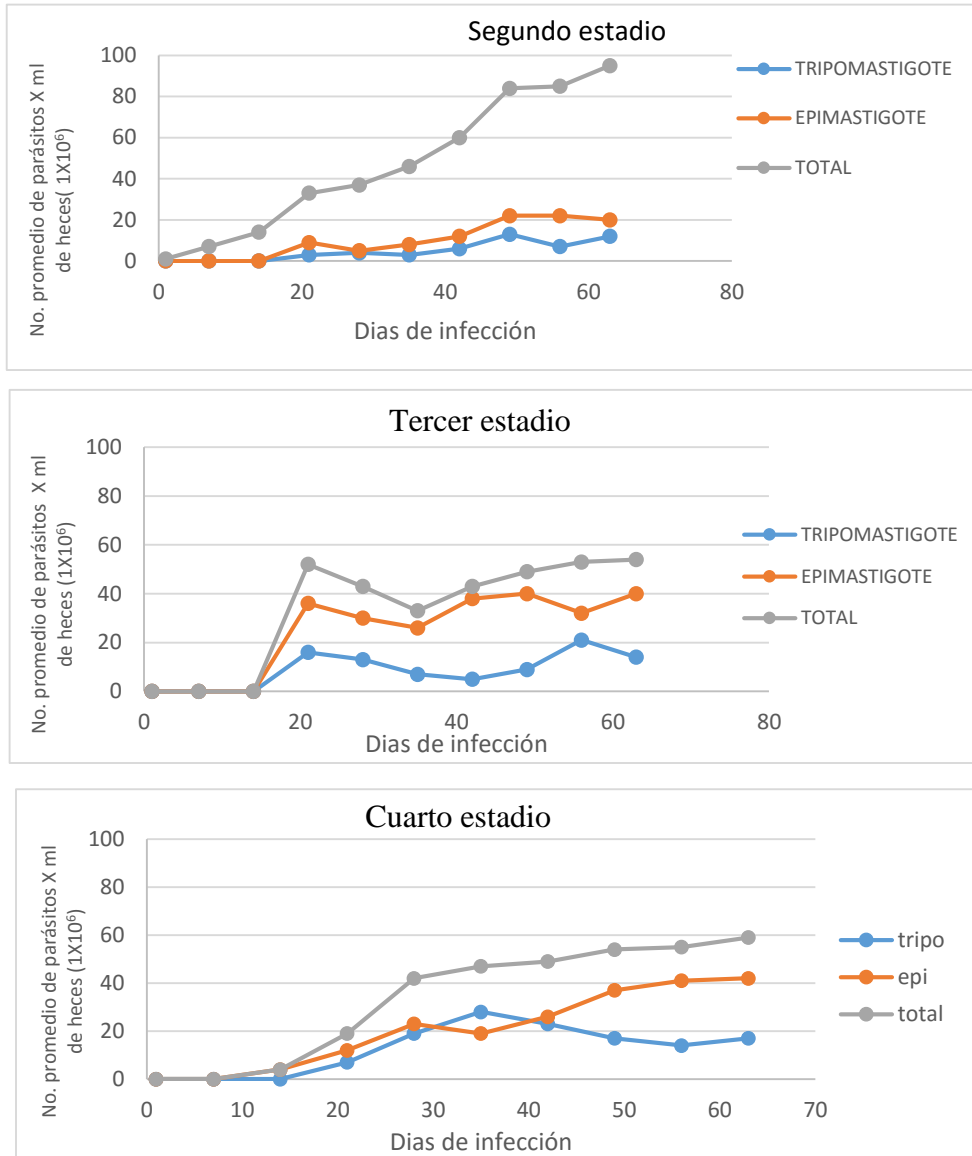 Segundo estadio
No. promedio de parásitos X ml
de heces( 1X10⁶)
100
80
60
40
20
0
0 20 40 60 80
Dias de infección
TRIPOMASTIGOTE
EPIMASTIGOTE
TOTAL
Tercer estadio
No. promedio de parásitos X ml
de heces (1X10⁶)
100
80
60
40
20
0
0 20 40 60 80
Dias de infección
TRIPOMASTIGOTE
EPIMASTIGOTE
TOTAL
Cuarto estadio
No. promedio de parásitos X ml
de heces (1X10⁶)
100
80
60
40
20
0
0 10 20 30 40 50 60 70
Dias de infección
tripo
epi
total